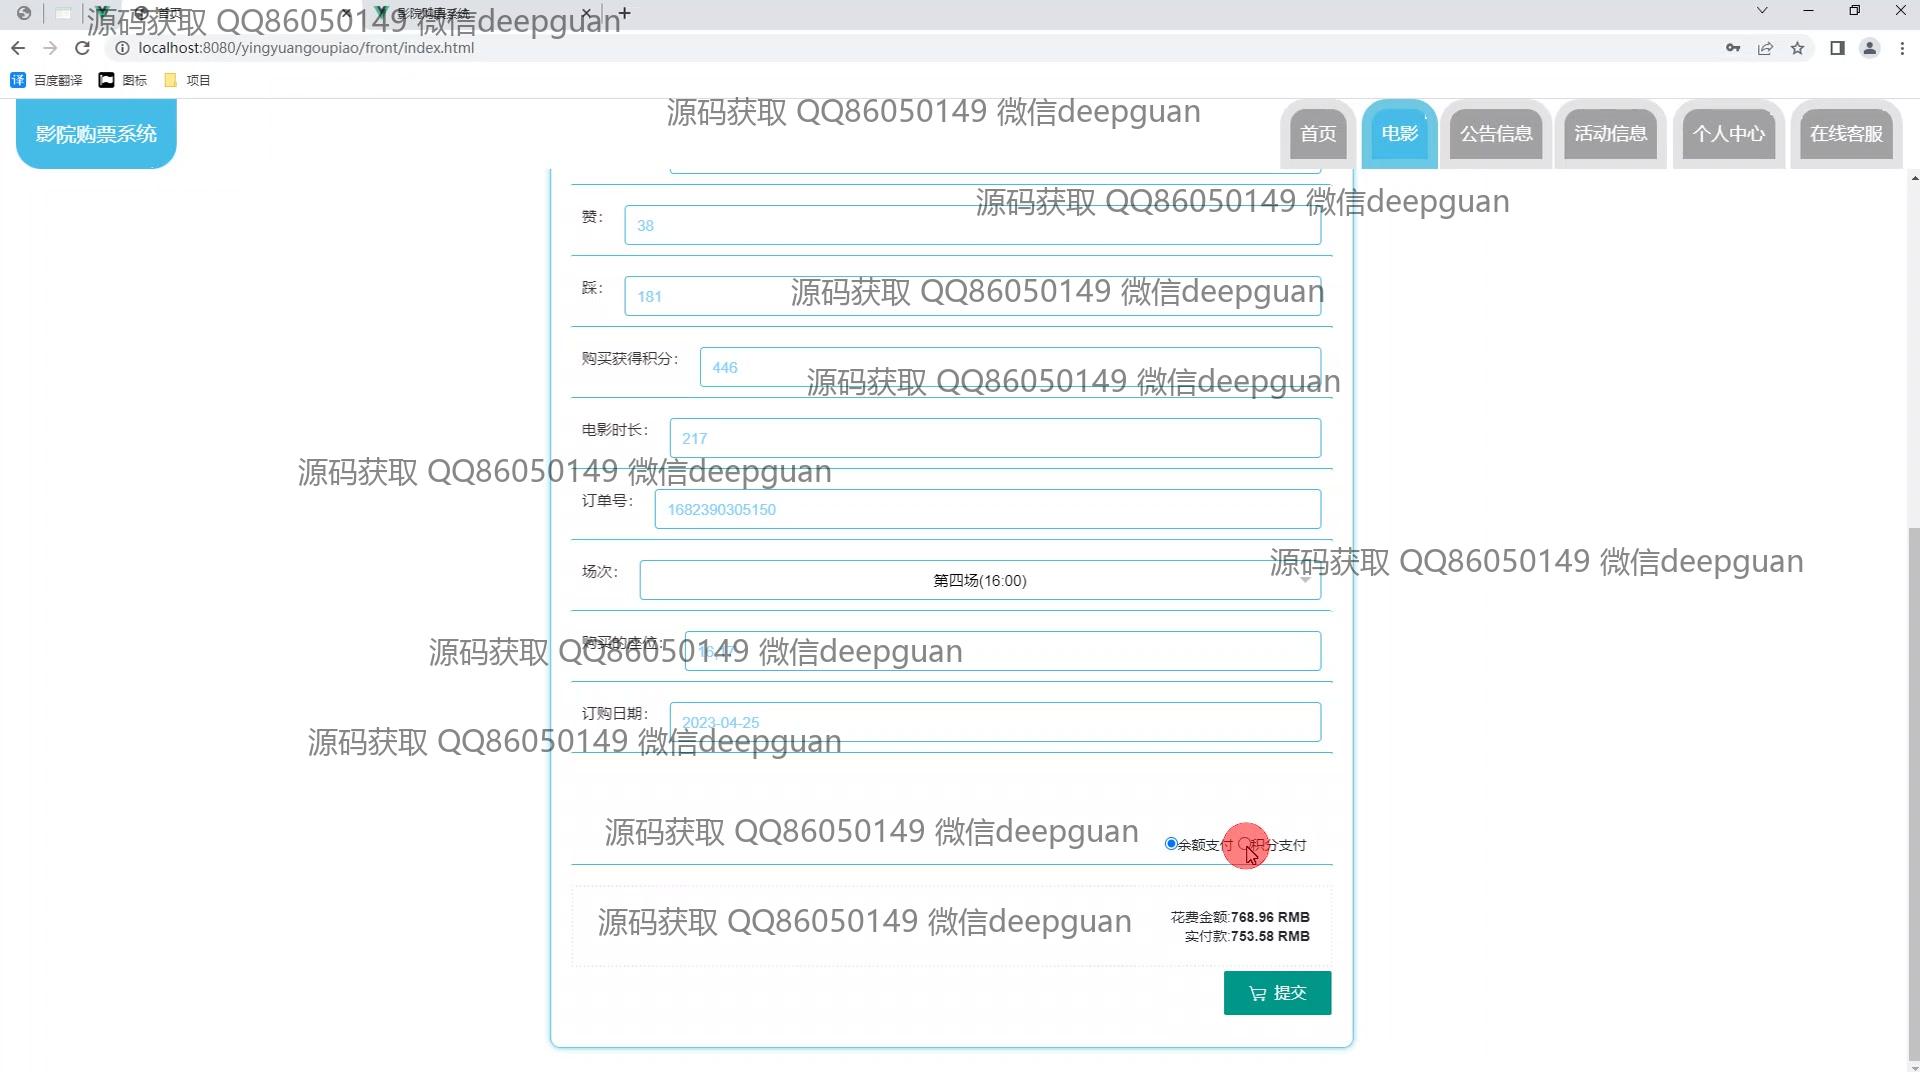 首页
影院购票系统
源码获取 QQ86050149 微信deepguan
localhost:8080/yingyuangoupiao/front/index.html
百度翻译 图标 项目
影院购票系统
源码获取 QQ86050149 微信deepguan
首页 电影 公告信息 活动信息 个人中心 在线客服
源码获取 QQ86050149 微信deepguan
赞： 38
踩： 181
源码获取 QQ86050149 微信deepguan
购买获得积分： 446
源码获取 QQ86050149 微信deepguan
电影时长： 217
源码获取 QQ86050149 微信deepguan
订单号： 1682390305150
源码获取 QQ86050149 微信deepguan
场次： 第四场(16:00)
购买的座位：
源码获取 QQ86050149 微信deepguan
订购日期： 2023-04-25
源码获取 QQ86050149 微信deepguan
源码获取 QQ86050149 微信deepguan
余额支付 积分支付
源码获取 QQ86050149 微信deepguan
花费金额:768.96 RMB
实付款:753.58 RMB
提交